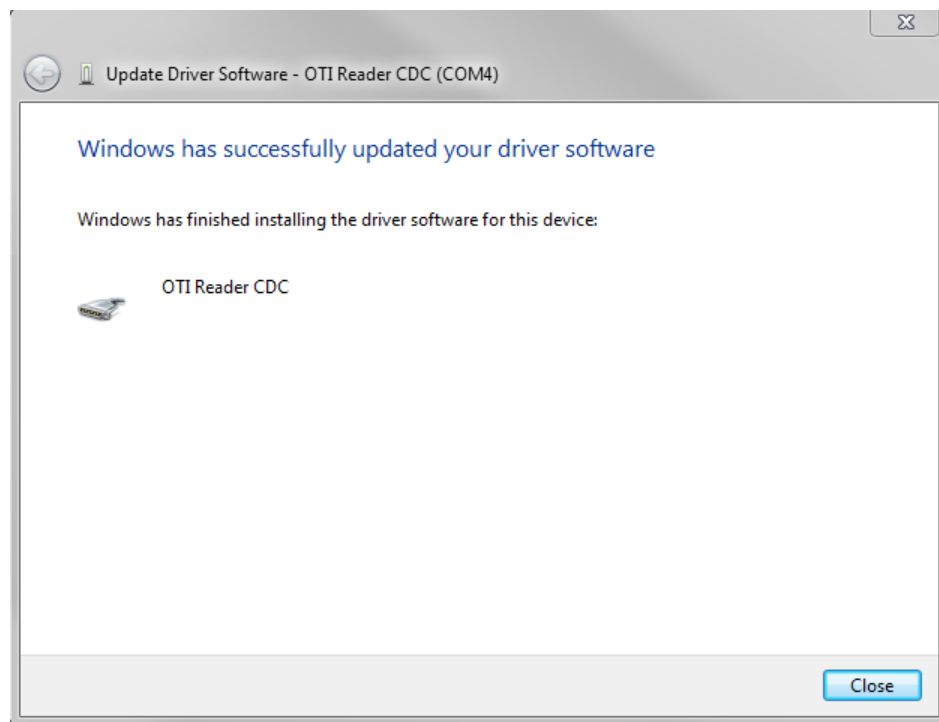 Update Driver Software - OTI Reader CDC (COM4)
Windows has successfully updated your driver software
Windows has finished installing the driver software for this device:
OTI Reader CDC
Close